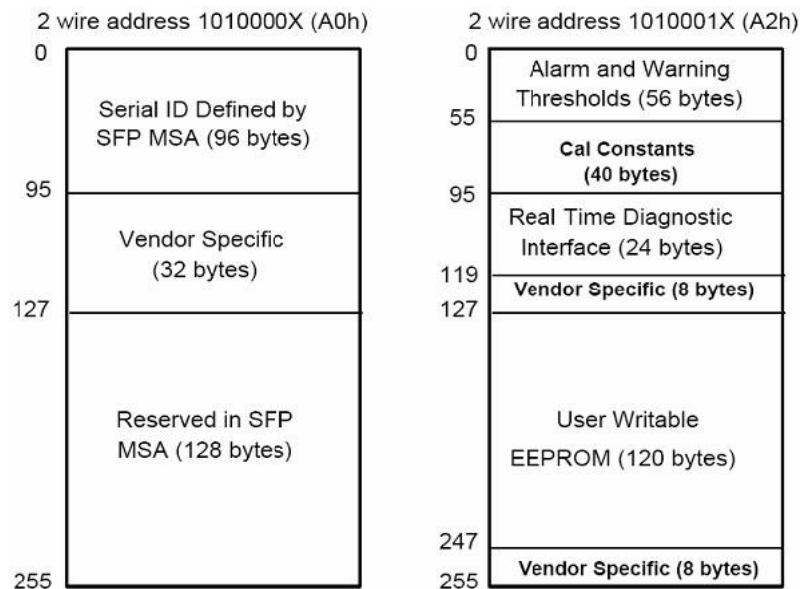 2 wire address 1010000X (A0h)
0
Serial ID Defined by
SFP MSA (96 bytes)
95
Vendor Specific
(32 bytes)
127
Reserved in SFP
MSA (128 bytes)
255
2 wire address 1010001X (A2h)
0
Alarm and Warning
Thresholds (56 bytes)
55
Cal Constants
(40 bytes)
95
Real Time Diagnostic
Interface (24 bytes)
119
Vendor Specific (8 bytes)
127
User Writable
EEPROM (120 bytes)
247
Vendor Specific (8 bytes)
255